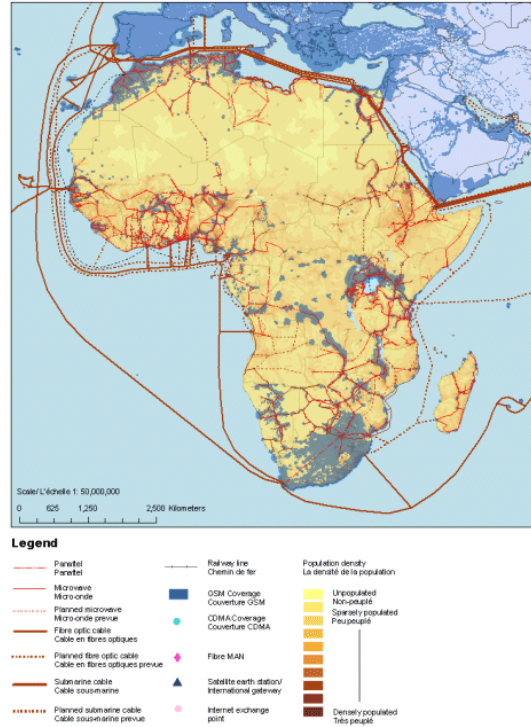 Scale/ L'échelle 1: 50,000,000
0 625 1,250 2,500 Kilometers
Legend
Panaftel
Panaftel
Microwave
Micro-onde
Planned microwave
Micro-onde prevue
Fibre optic cable
Cable en fibres optiques
Planned fibre optic cable
Cable en fibres optiques prevue
Submarine cable
Cable sous-marine
Planned submarine cable
Cable sous-marine prevue
Railway line
Chemin de fer
GSM Coverage
Couverture GSM
CDMA Coverage
Couverture CDMA
Fibre MAN
Satellite earth station/
International gateway
Internet exchange
point
Population density
La densité de la population
Unpopulated
Non-peuplé
Sparsely populated
Peu peuplé
Densely populated
Très peuplé